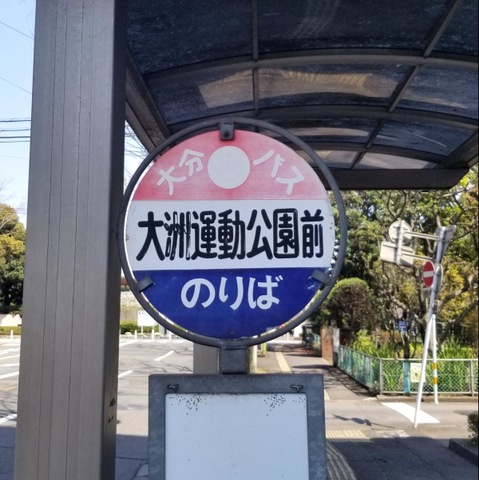 大分 バス
大洲運動公園前
のりば